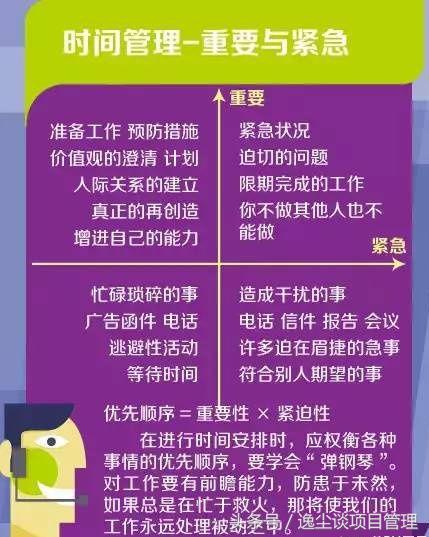 时间管理-重要与紧急
重要
准备工作 预防措施
价值观的澄清 计划
人际关系的建立
真正的再创造
增进自己的能力
紧急状况
迫切的问题
限期完成的工作
你不做其他人也不
能做
紧急
忙碌琐碎的事
广告函件 电话
逃避性活动
等待时间
造成干扰的事
电话 信件 报告 会议
许多迫在眉捷的急事
符合别人期望的事
优先顺序=重要性 × 紧迫性
在进行时间安排时，应权衡各种
事情的优先顺序，要学会“弹钢琴”。
对工作要有前瞻能力，防患于未然，
如果总是在忙于救火，那将使我们的
工作永远处理被动之中。
头条号 / 逸尘谈项目管理